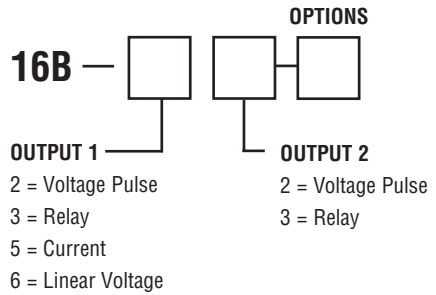 OPTIONS
16B —
OUTPUT 1
2 = Voltage Pulse
3 = Relay
5 = Current
6 = Linear Voltage
OUTPUT 2
2 = Voltage Pulse
3 = Relay